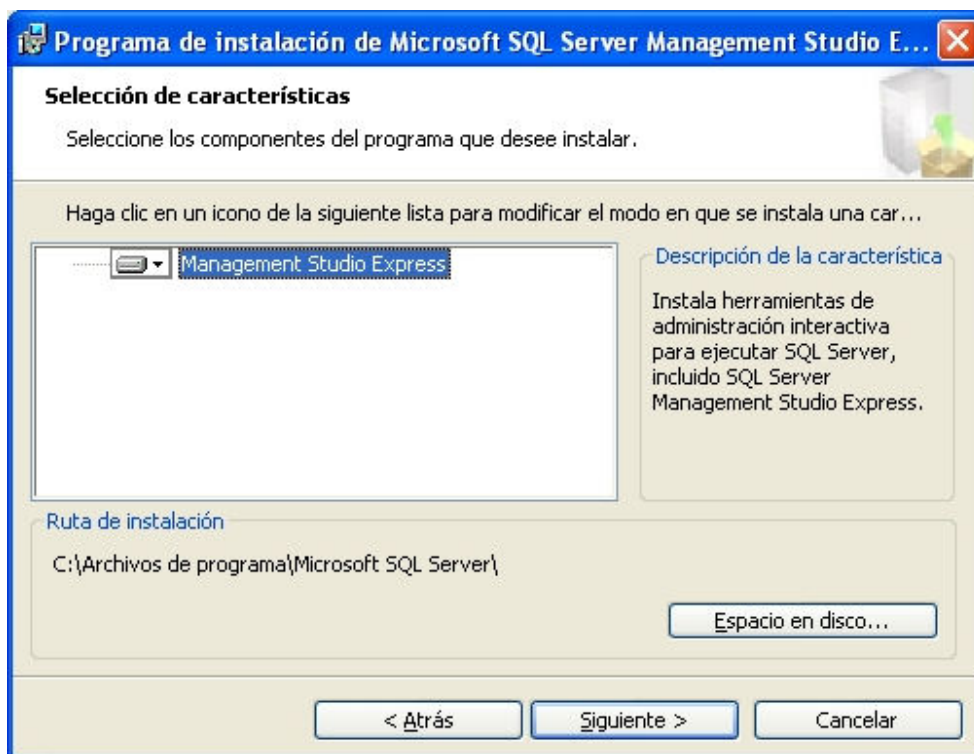 Programa de instalación de Microsoft SQL Server Management Studio E...
Selección de características
Seleccione los componentes del programa que desee instalar.
Haga clic en un icono de la siguiente lista para modificar el modo en que se instala una car...
Management Studio Express
Descripción de la característica
Instala herramientas de
administración interactiva
para ejecutar SQL Server,
incluido SQL Server
Management Studio Express.
Ruta de instalación
C:\Archivos de programa\Microsoft SQL Server\
Espacio en disco...
< Atrás
Siguiente >
Cancelar